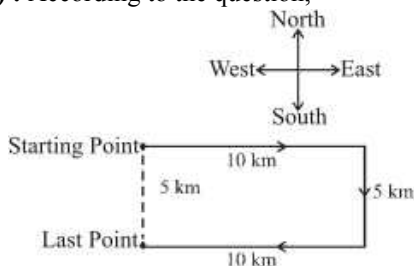 ) : According to the question,
North
West East
South
Starting Point
10 km
5 km 5 km
Last Point
10 km